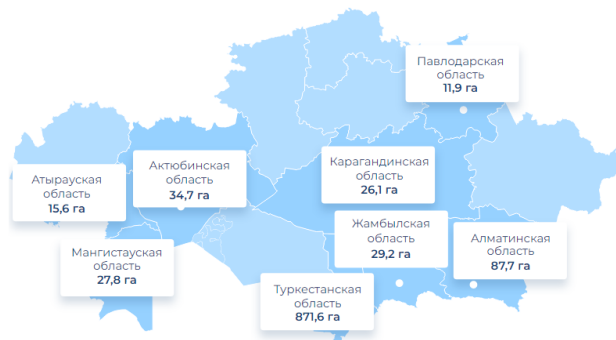 Павлодарская
область
11,9 га
Актюбинская
область
34,7 га
Карагандинская
область
26,1 га
Атырауская
область
15,6 га
Жамбылская
область
29,2 га
Алматинская
область
87,7 га
Мангистауская
область
27,8 га
Туркестанская
область
871,6 га